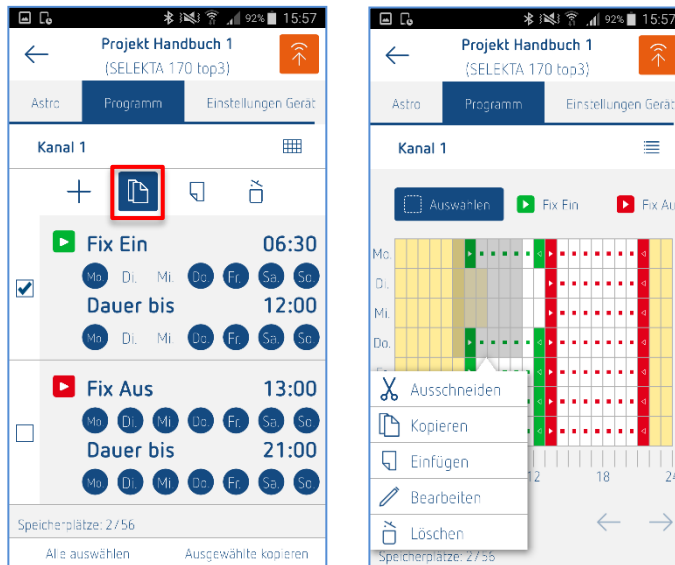 92% 15:57
Projekt Handbuch 1
(SELEKTA 170 top3)
Astro Programm Einstellungen Gerät
Kanal 1
Fix Ein 06:30
Mo. Di. Mi. Do. Fr. Sa. So.
Dauer bis 12:00
Mo. Di. Mi. Do. Fr. Sa. So.
Fix Aus 13:00
Mo. Di. Mi. Do. Fr. Sa. So.
Dauer bis 21:00
Mo. Di. Mi. Do. Fr. Sa. So.
Speicherplätze: 2/56
Alle auswählen Ausgewählte kopieren
92% 15:57
Projekt Handbuch 1
(SELEKTA 170 top3)
Astro Programm Einstellungen Gerät
Kanal 1
Auswählen Fix Ein Fix Au
Mo.
Di.
Mi.
Do.
Ausschneiden
Kopieren
Einfügen
Bearbeiten
Löschen
12 18 24
Speicherplätze: 2/56